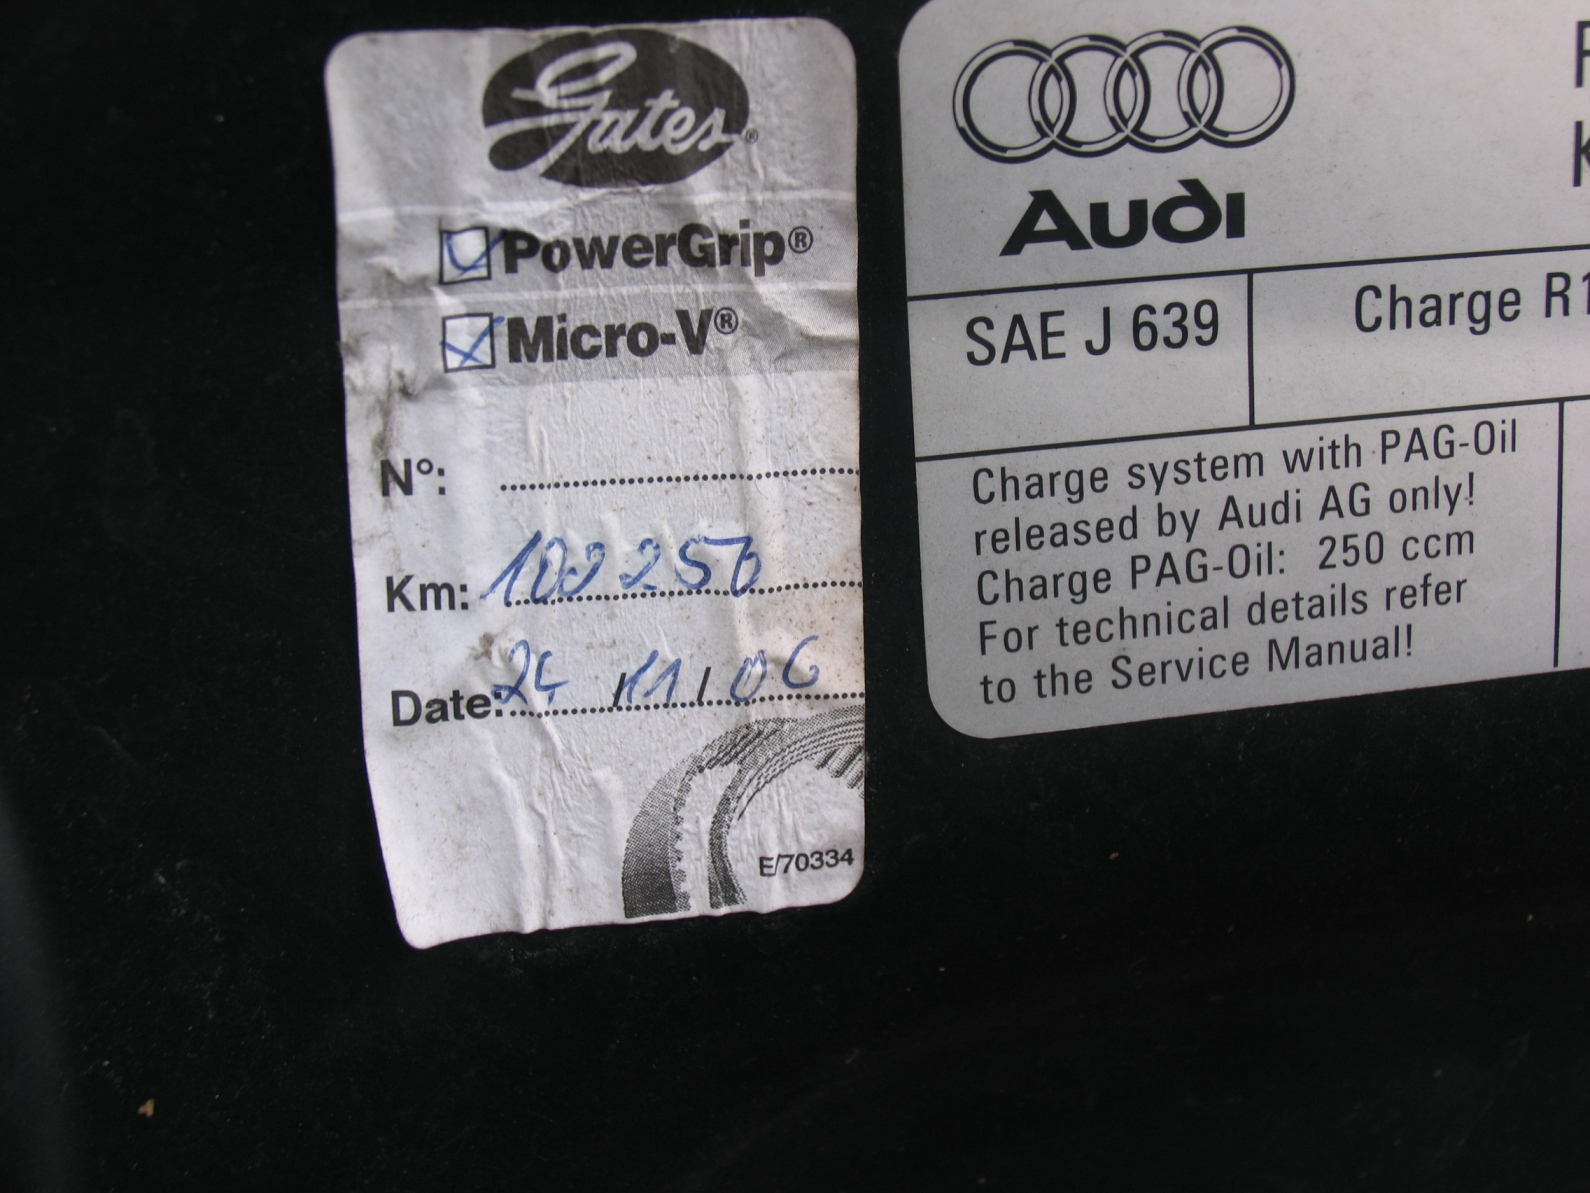 Gates®
PowerGrip®
Micro-V®
N°:
Km: 102250
Date: 24/11/06
E/70334
Audi
SAE J 639
Charge R1
Charge system with PAG-Oil
released by Audi AG only!
Charge PAG-Oil: 250 ccm
For technical details refer
to the Service Manual!